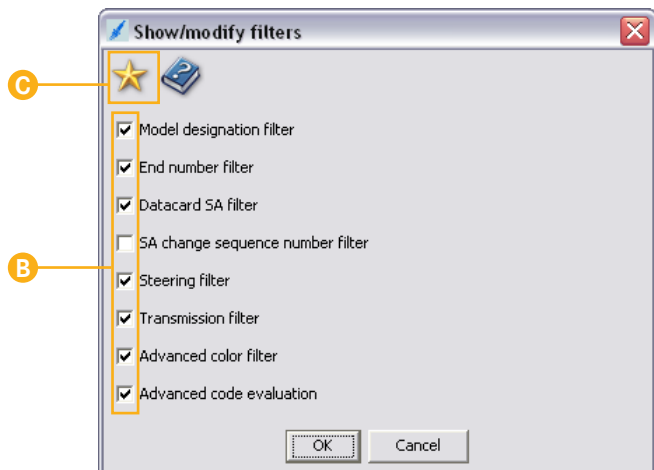 Show/modify filters
C
Model designation filter
End number filter
Datacard SA filter
SA change sequence number filter
B
Steering filter
Transmission filter
Advanced color filter
Advanced code evaluation
OK Cancel